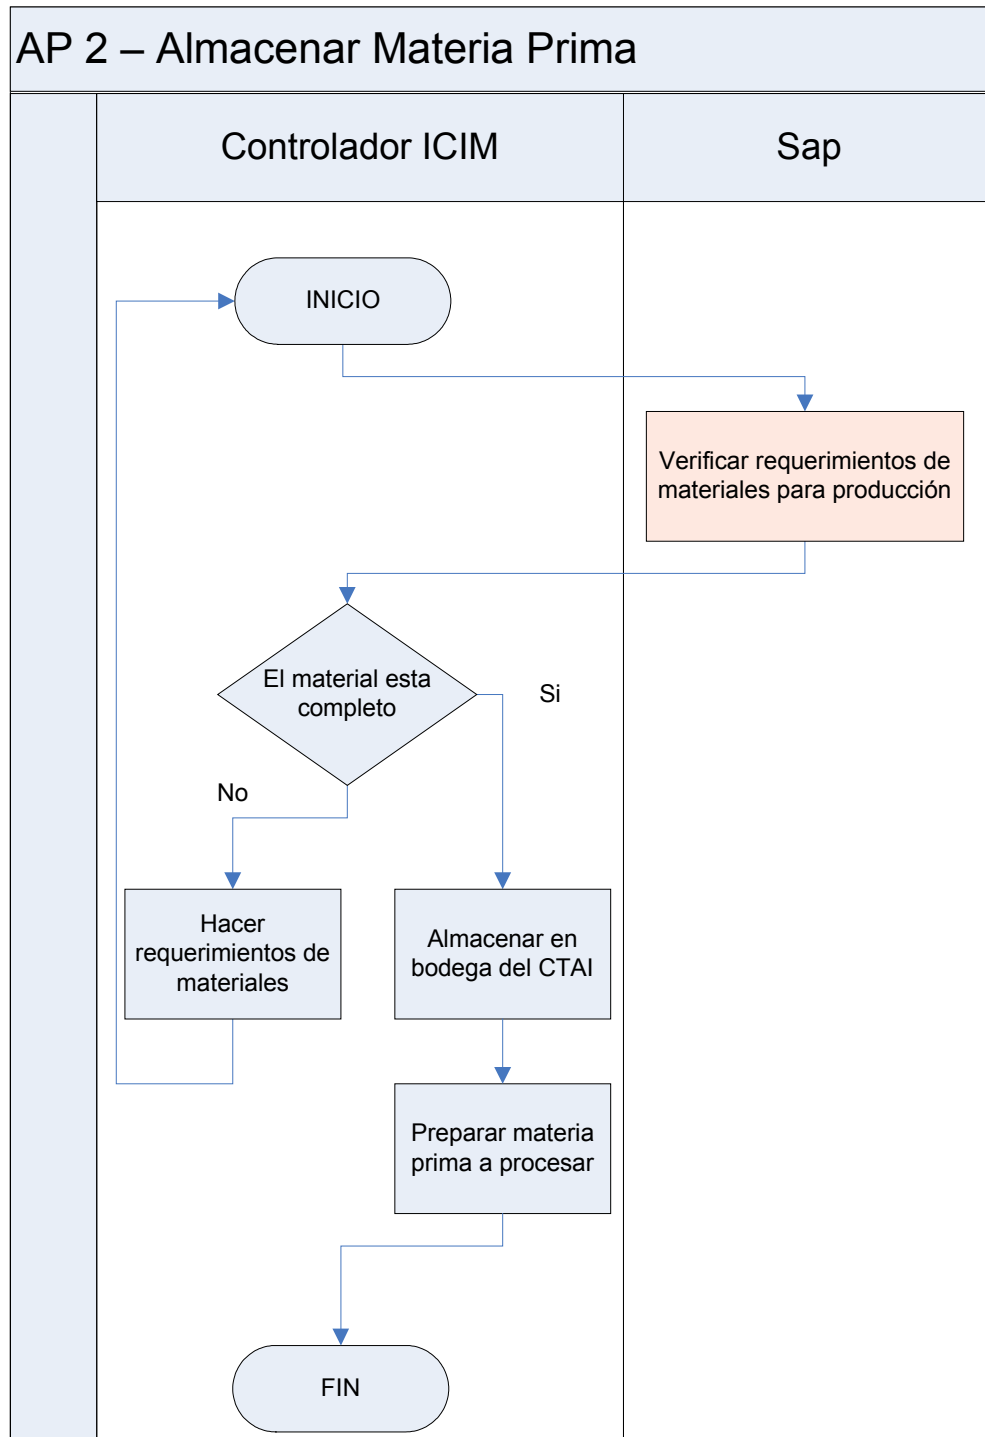 AP 2 – Almacenar Materia Prima
Controlador ICIM
Sap
INICIO
Verificar requerimientos de
materiales para producción
El material esta
completo
Si
No
Hacer
requerimientos de
materiales
Almacenar en
bodega del CTAI
Preparar materia
prima a procesar
FIN